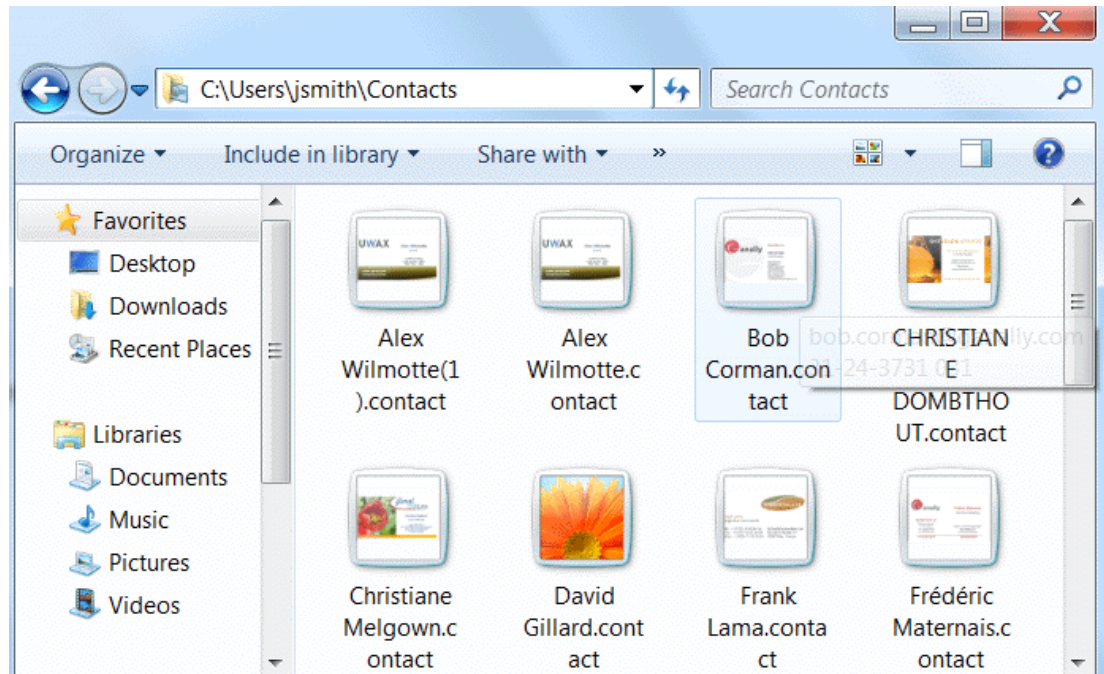 C:\Users\jsmith\Contacts
Search Contacts
Organize
Include in library
Share with
»
Favorites
Desktop
Downloads
Recent Places
Libraries
Documents
Music
Pictures
Videos
UWAX
Alex
Wilmotte(1
).contact
UWAX
Alex
Wilmotte.c
ontact
Bob
Corman.con
tact
CHRISTIAN
E
DOMBTHO
UT.contact
Christiane
Melgown.c
ontact
David
Gillard.cont
act
Frank
Lama.conta
ct
Frédéric
Maternais.c
ontact